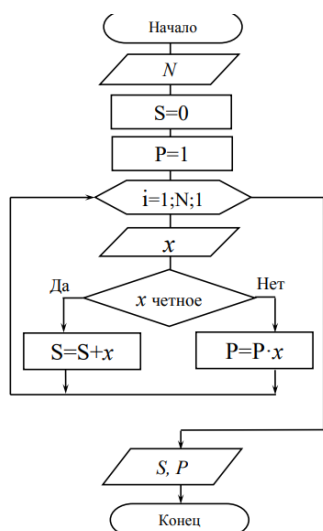 Начало
N
S=0
P=1
i=1;N;1
x
Да
Нет
x четное
S=S+x
P=P·x
S, P
Конец